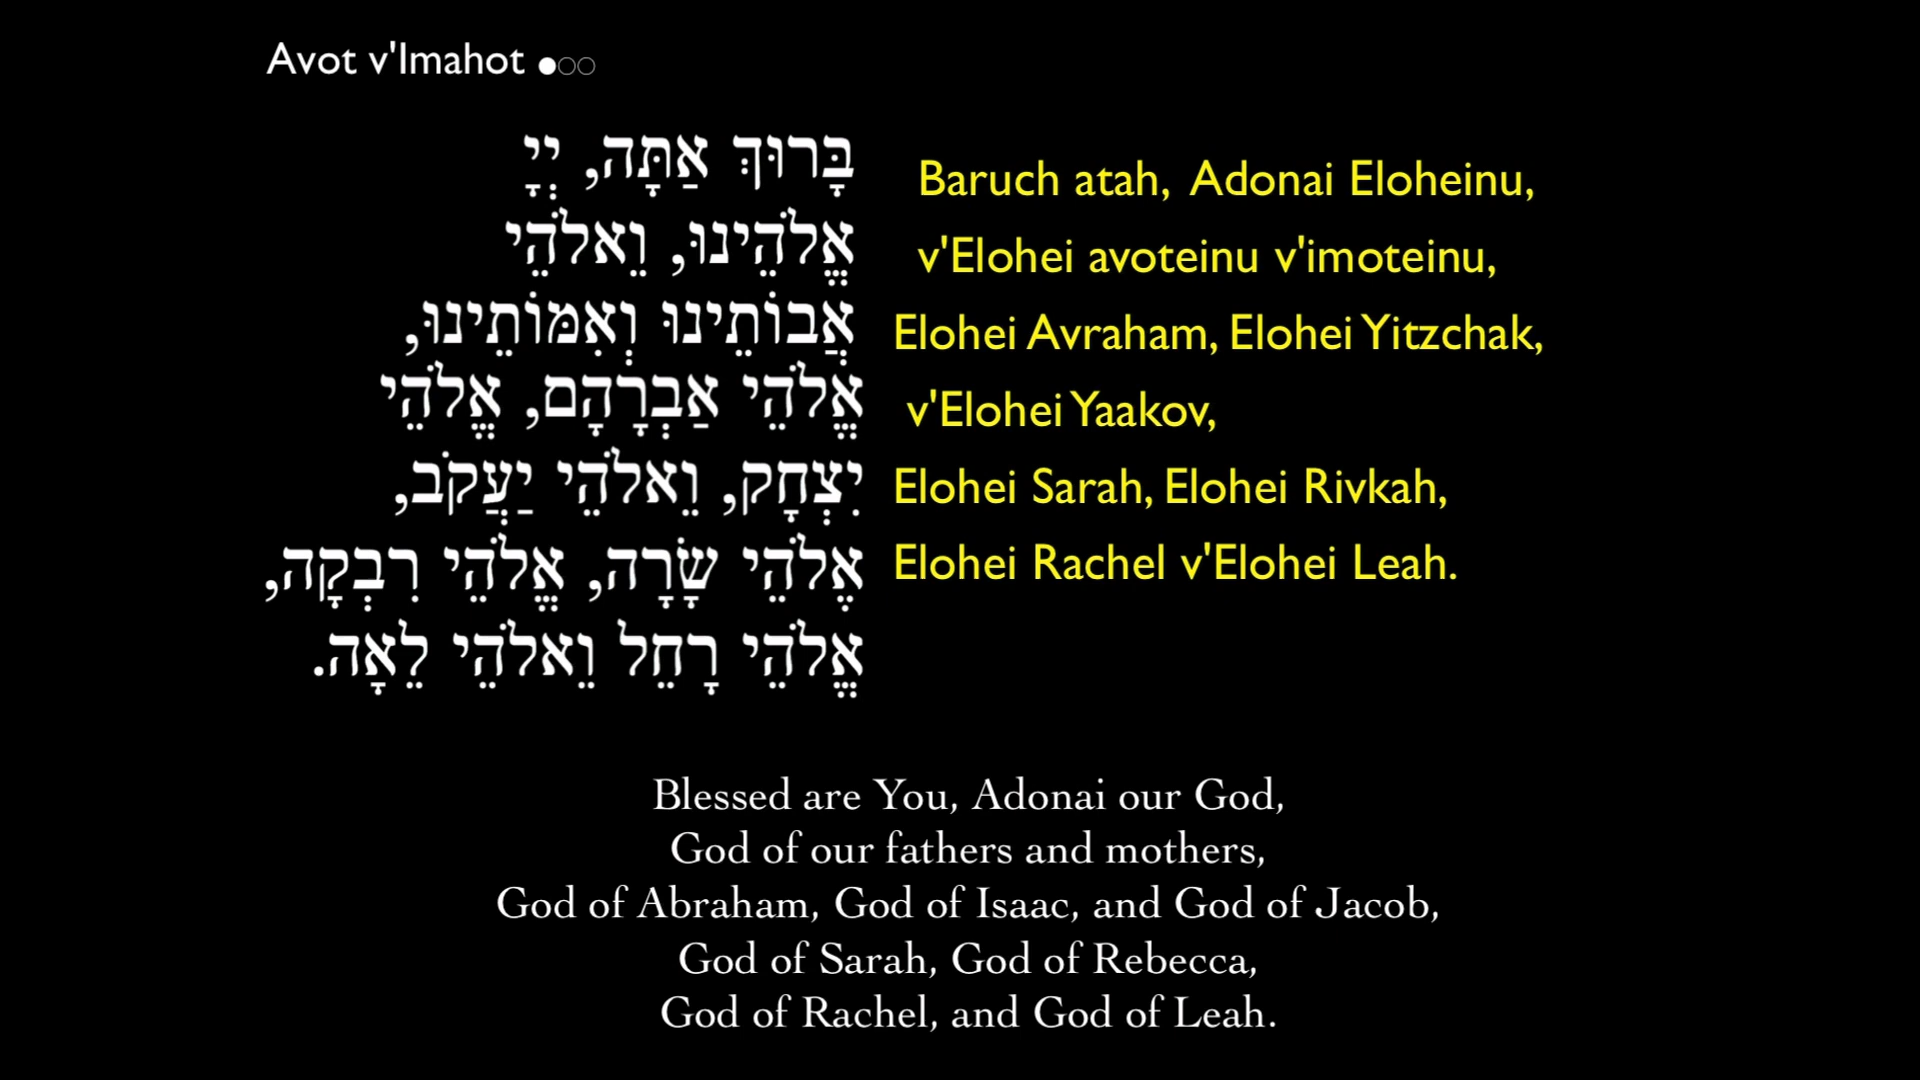 Avot v'Imahot ●○○
בָּרוּךְ אַתָּה, יְיָ
אֱלֹהֵינוּ, וֵאלֹהֵי
אֲבוֹתֵינוּ וְאִמּוֹתֵינוּ,
אֱלֹהֵי אַבְרָהָם, אֱלֹהֵי
יִצְחָק, וֵאלֹהֵי יַעֲקֹב,
אֶלֹהֵי שָׂרָה, אֱלֹהֵי רִבְקָה,
אֱלֹהֵי רָחֵל וֵאלֹהֵי לֵאָה.
Baruch atah, Adonai Eloheinu,
v'Elohei avoteinu v'imoteinu,
Elohei Avraham, Elohei Yitzchak,
v'Elohei Yaakov,
Elohei Sarah, Elohei Rivkah,
Elohei Rachel v'Elohei Leah.
Blessed are You, Adonai our God,
God of our fathers and mothers,
God of Abraham, God of Isaac, and God of Jacob,
God of Sarah, God of Rebecca,
God of Rachel, and God of Leah.